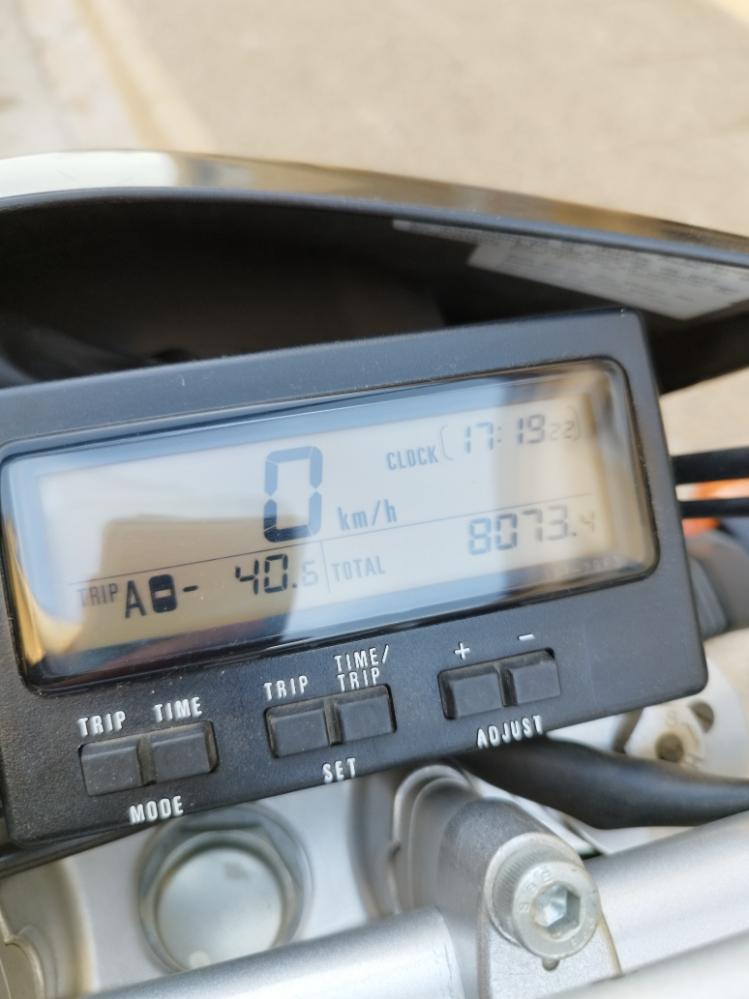 0 km/h
CLOCK 17:19 22
TRIP A - 40.6
TOTAL 8073.4
TRIP TIME
MODE
TRIP TIME/TRIP
SET
+ -
ADJUST